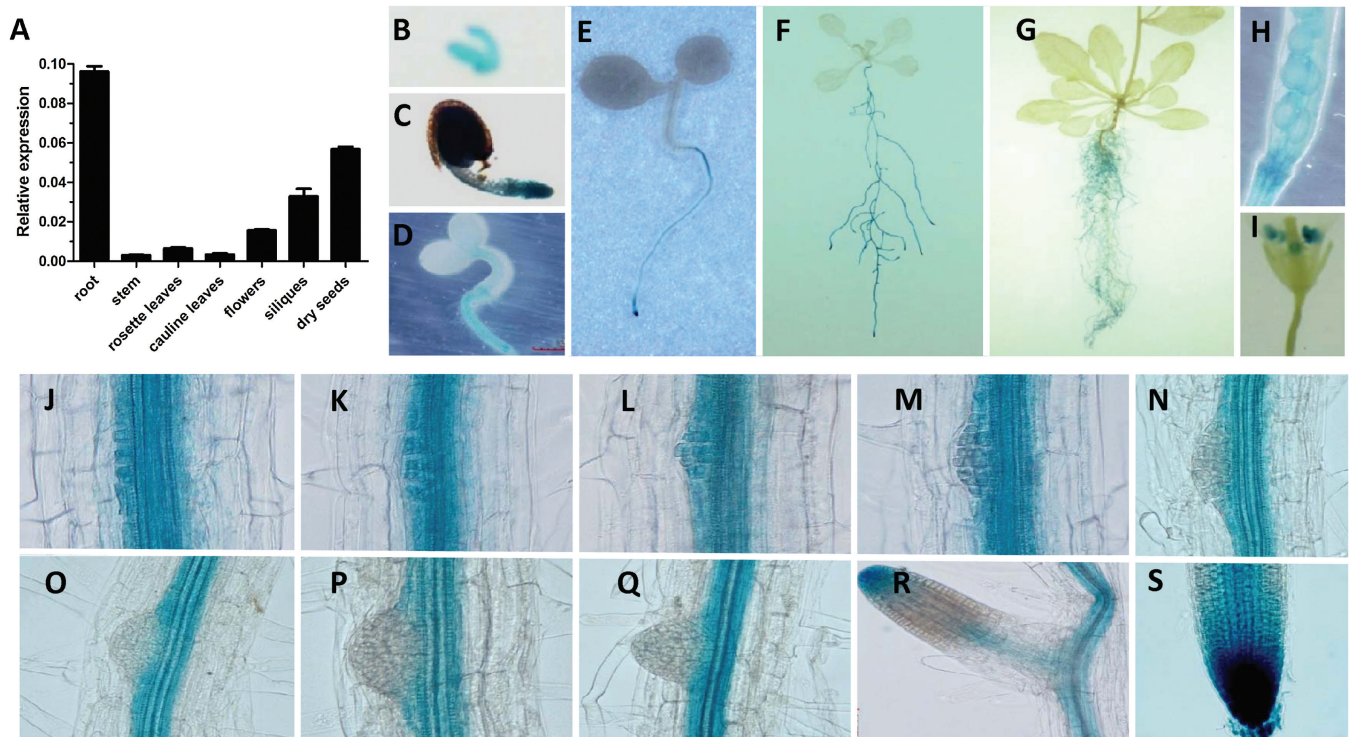 A
Relative expression
0.10
0.08
0.06
0.04
0.02
0.00
root
stem
rosette leaves
cauline leaves
flowers
siliques
dry seeds
B
C
D
E
F
G
H
I
J
K
L
M
N
O
P
Q
R
S